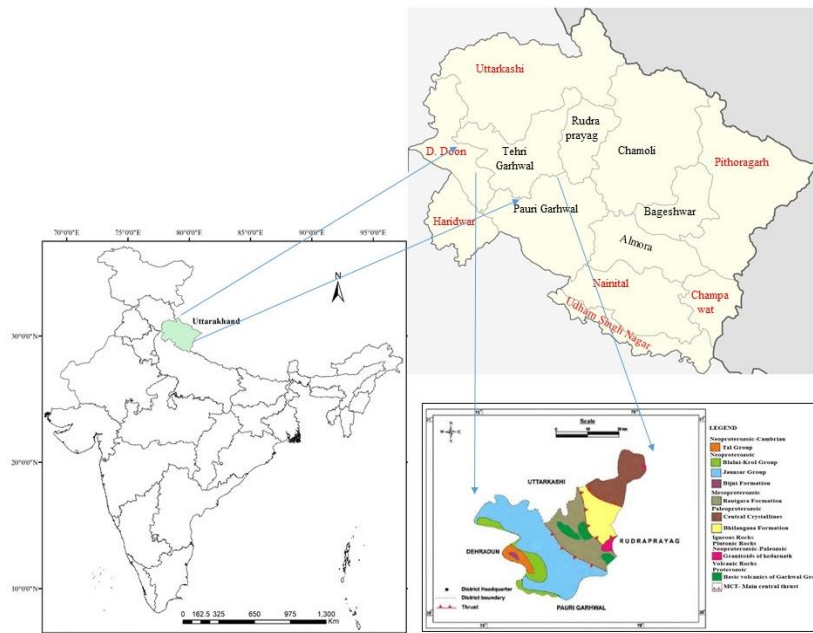 Uttarkashi
Rudra
prayag
D. Doon
Tehri
Garhwal
Chamoli
Pithoragarh
Haridwar
Pauri Garhwal
Bageshwar
Almora
Nainital
Champa
wat
Udham Singh Nagar
70°0'0"E 75°0'0"E 80°0'0"E 85°0'0"E 90°0'0"E 95°0'0"E
N
Uttarakhand
30°0'0"N
20°0'0"N
10°0'0"N
0 162.5 325 650 975 1,300
Km
Scale
UTTARKASHI
RUDRAPRAYAG
DEHRADUN
PAURI GARHWAL
District Headquarter
District boundary
Thrust
LEGEND
Neoproterozoic-Cambrian
Tal Group
Neoproterozoic
Blaini-Krol Group
Jaunsar Group
Bijni Formation
Mesoproterozoic
Rautgara Formation
Paleoproterozoic
Central Crystallines
Bhilangana Formation
Igneous Rocks
Plutonic Rocks
Neoproterozoic-Paleozoic
Granitoids of kedarnath
Volcanic Rocks
Proterozoic
Basic volcanics of Garhwal Gro
MCT- Main central thrust